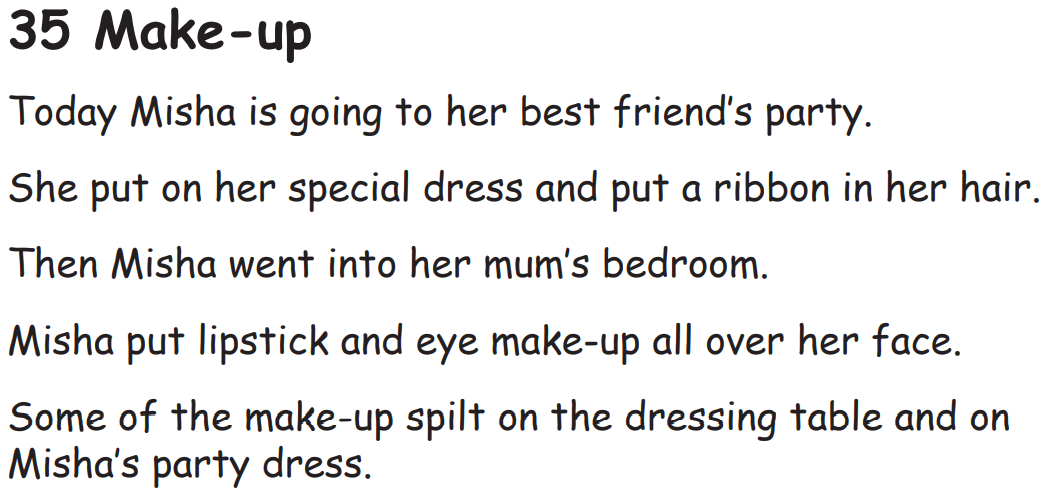 35 Make-up
Today Misha is going to her best friend's party.
She put on her special dress and put a ribbon in her hair.
Then Misha went into her mum's bedroom.
Misha put lipstick and eye make-up all over her face.
Some of the make-up spilt on the dressing table and on
Misha's party dress.